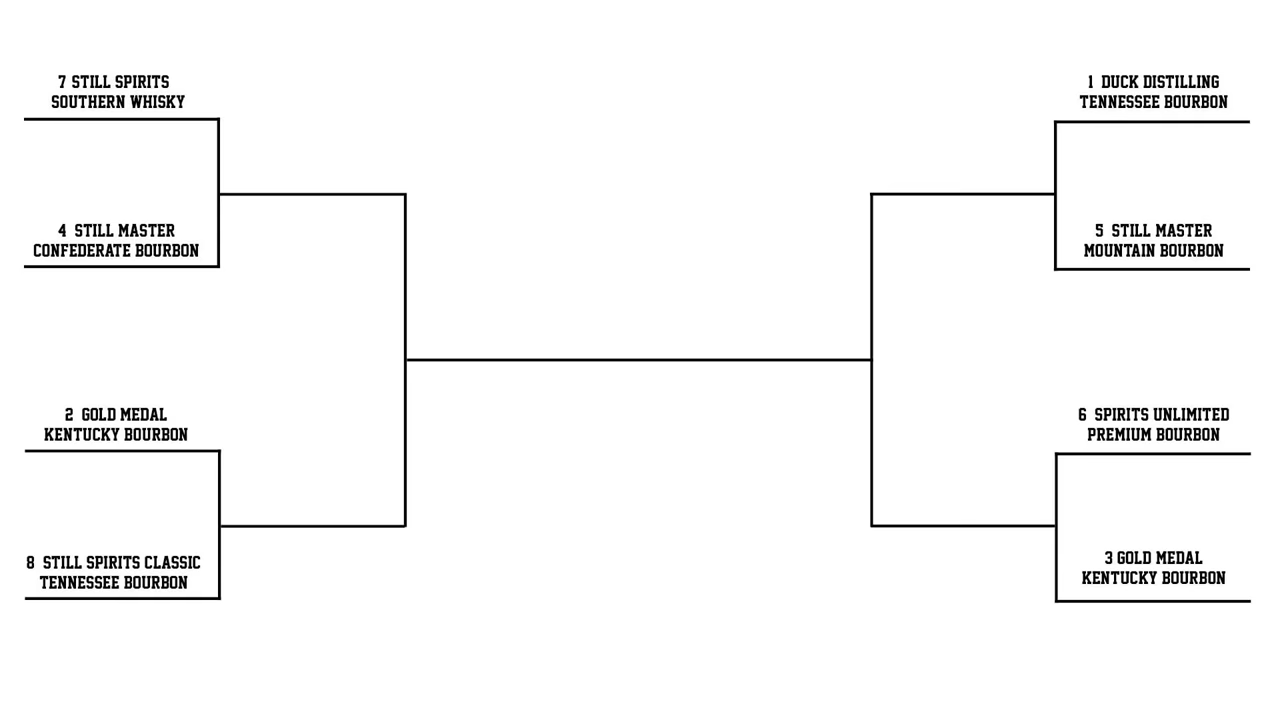 7 STILL SPIRITS
SOUTHERN WHISKY
4 STILL MASTER
CONFEDERATE BOURBON
2 GOLD MEDAL
KENTUCKY BOURBON
8 STILL SPIRITS CLASSIC
TENNESSEE BOURBON
1 DUCK DISTILLING
TENNESSEE BOURBON
5 STILL MASTER
MOUNTAIN BOURBON
6 SPIRITS UNLIMITED
PREMIUM BOURBON
3 GOLD MEDAL
KENTUCKY BOURBON